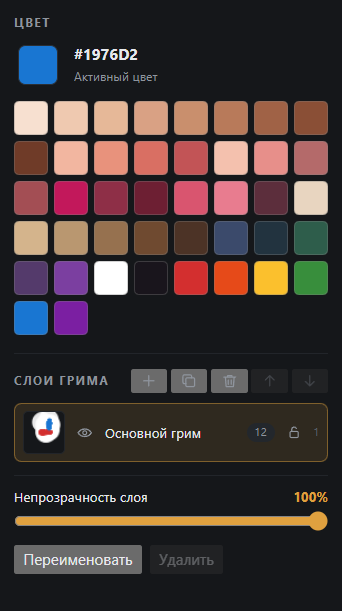 ЦВЕТ
#1976D2
Активный цвет
СЛОИ ГРИМА
Основной грим 12 1
Непрозрачность слоя 100%
Переименовать Удалить